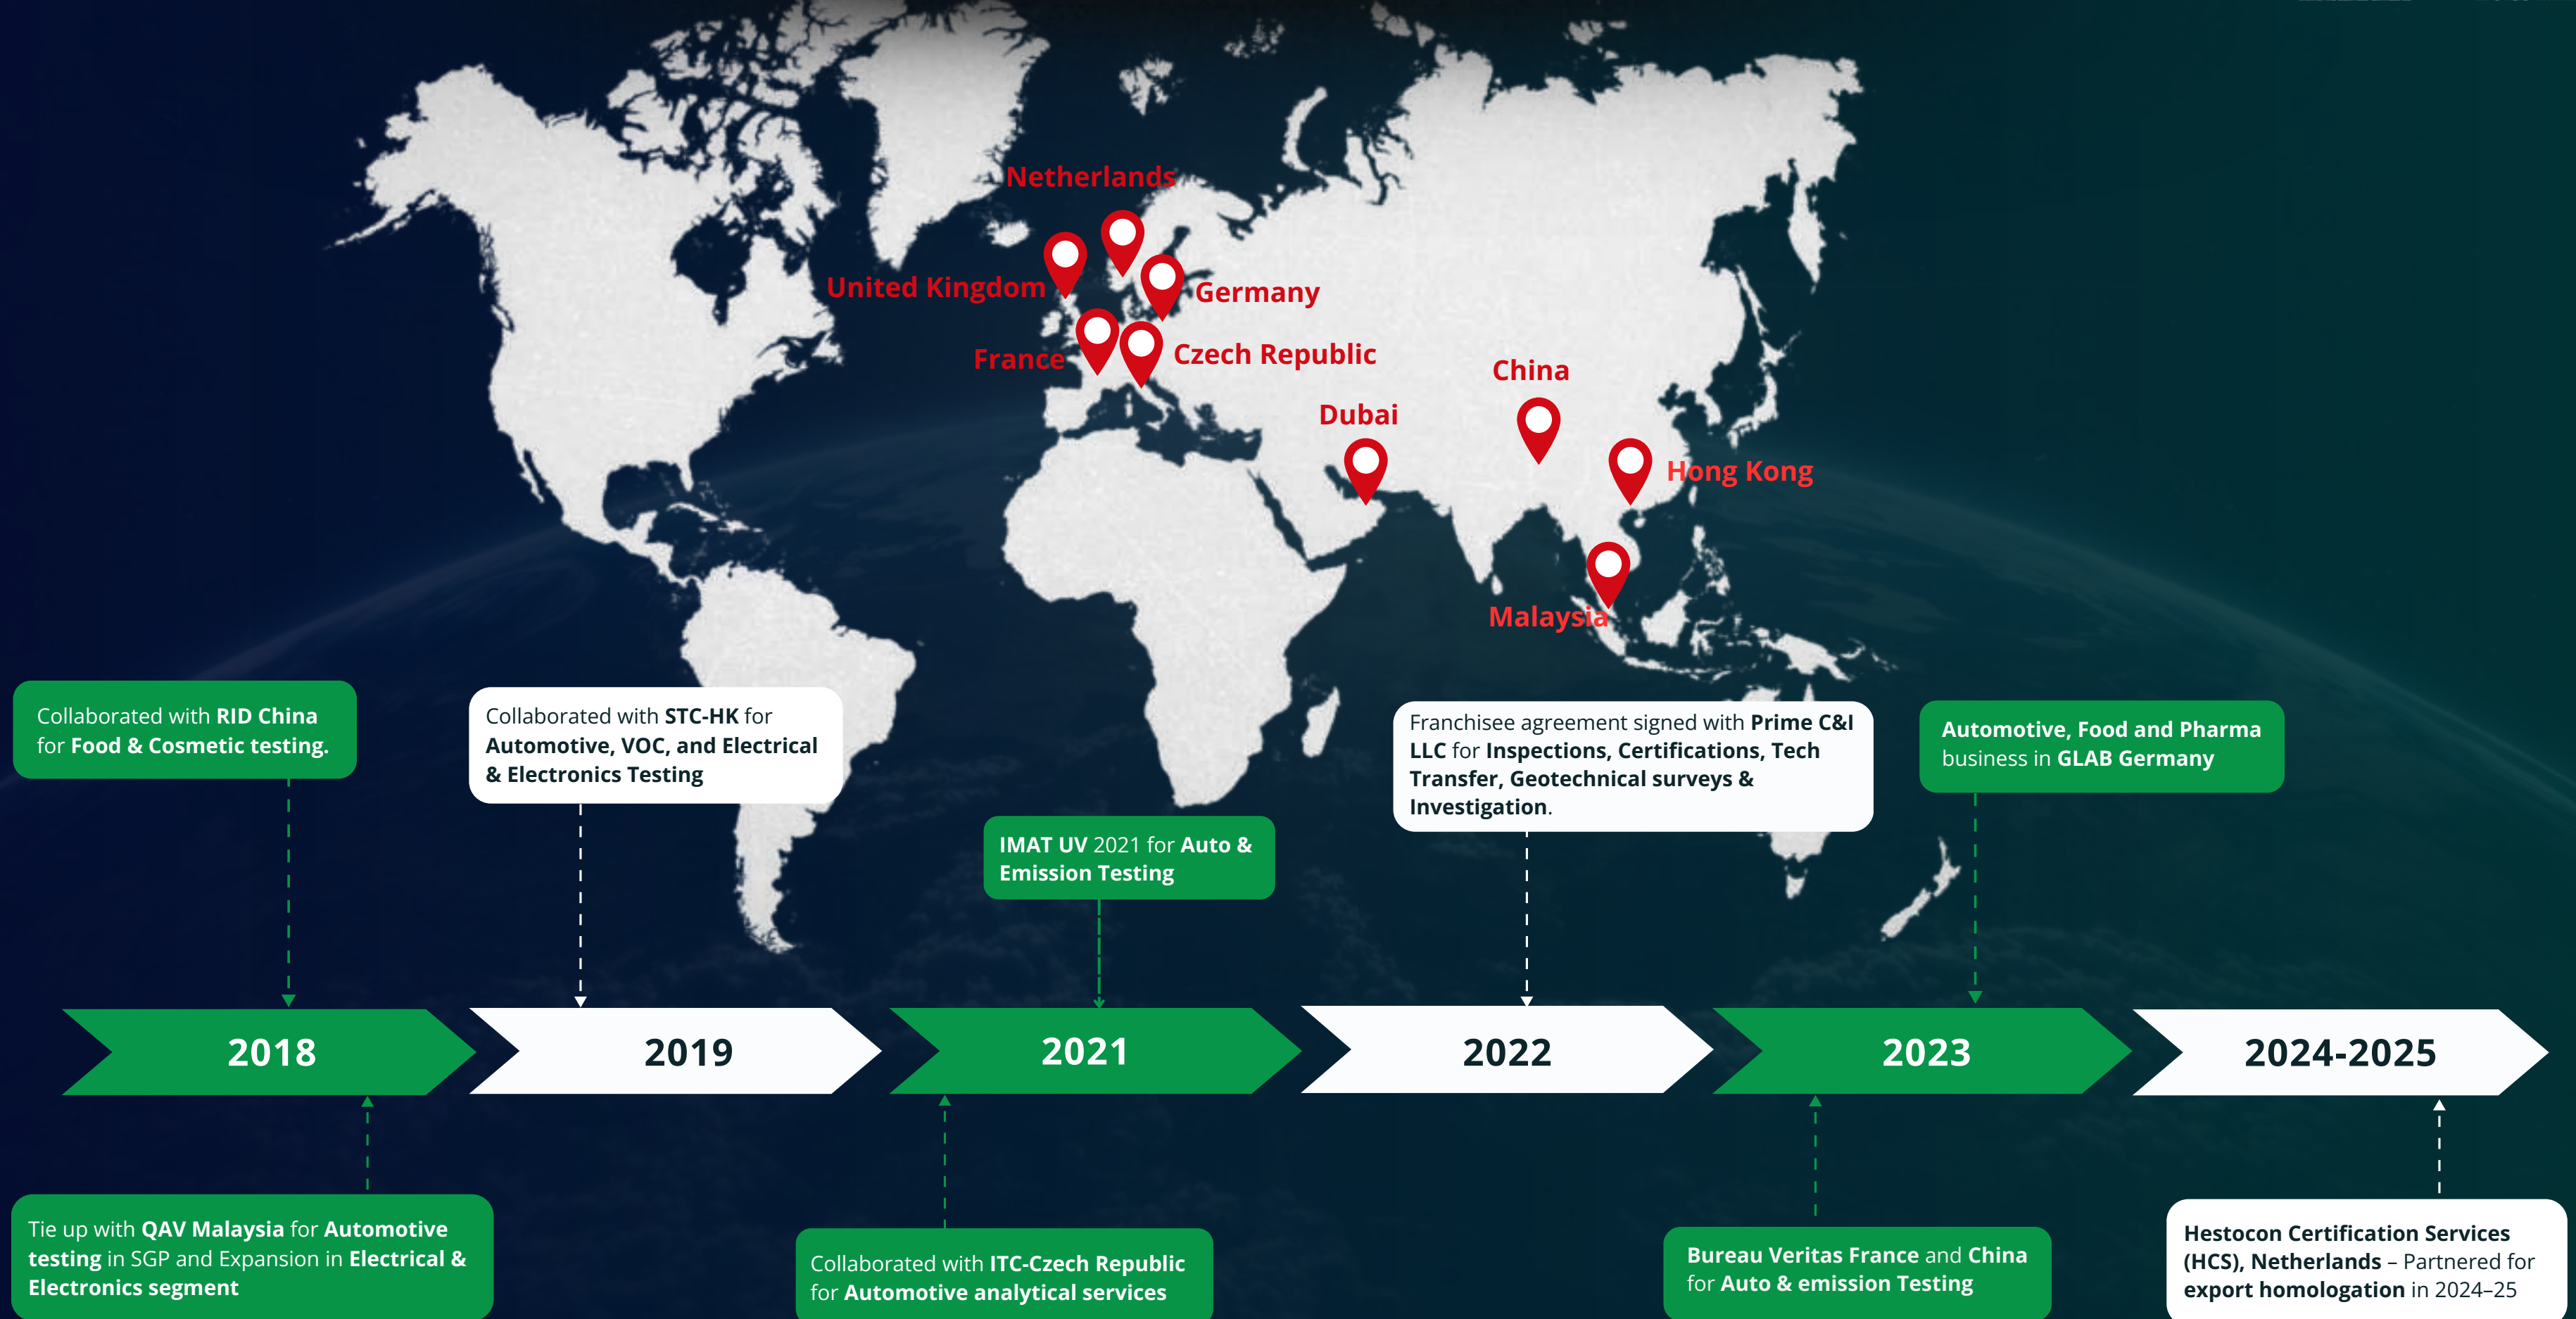 Netherlands
United Kingdom
Germany
France
Czech Republic
China
Dubai
Hong Kong
Malaysia
Collaborated with RID China
for Food & Cosmetic testing.
Collaborated with STC-HK for
Automotive, VOC, and Electrical
& Electronics Testing
IMAT UV 2021 for Auto &
Emission Testing
Franchisee agreement signed with Prime C&I
LLC for Inspections, Certifications, Tech
Transfer, Geotechnical surveys &
Investigation.
Automotive, Food and Pharma
business in GLAB Germany
2018
2019
2021
2022
2023
2024-2025
Tie up with QAV Malaysia for Automotive
testing in SGP and Expansion in Electrical &
Electronics segment
Collaborated with ITC-Czech Republic
for Automotive analytical services
Bureau Veritas France and China
for Auto & emission Testing
Hestocon Certification Services
(HCS), Netherlands – Partnered for
export homologation in 2024–25